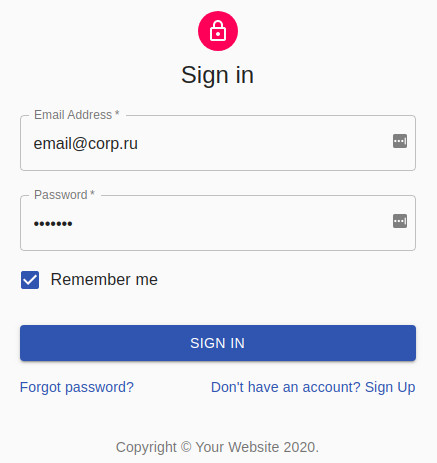 Sign in
Email Address *
email@corp.ru
Password *
•••••••
Remember me
SIGN IN
Forgot password? Don't have an account? Sign Up
Copyright © Your Website 2020.